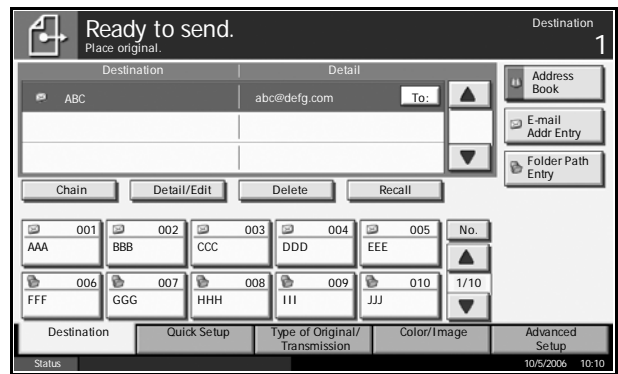 Ready to send.
Place original.
Destination
1
Destination Detail
ABC abc@defg.com To:
Address
Book
E-mail
Addr Entry
Folder Path
Entry
Chain Detail/Edit Delete Recall
001 002 003 004 005 No.
AAA BBB CCC DDD EEE
006 007 008 009 010 1/10
FFF GGG HHH III JJJ
Destination Quick Setup Type of Original/
Transmission Color/Image Advanced
Setup
Status 10/5/2006 10:10